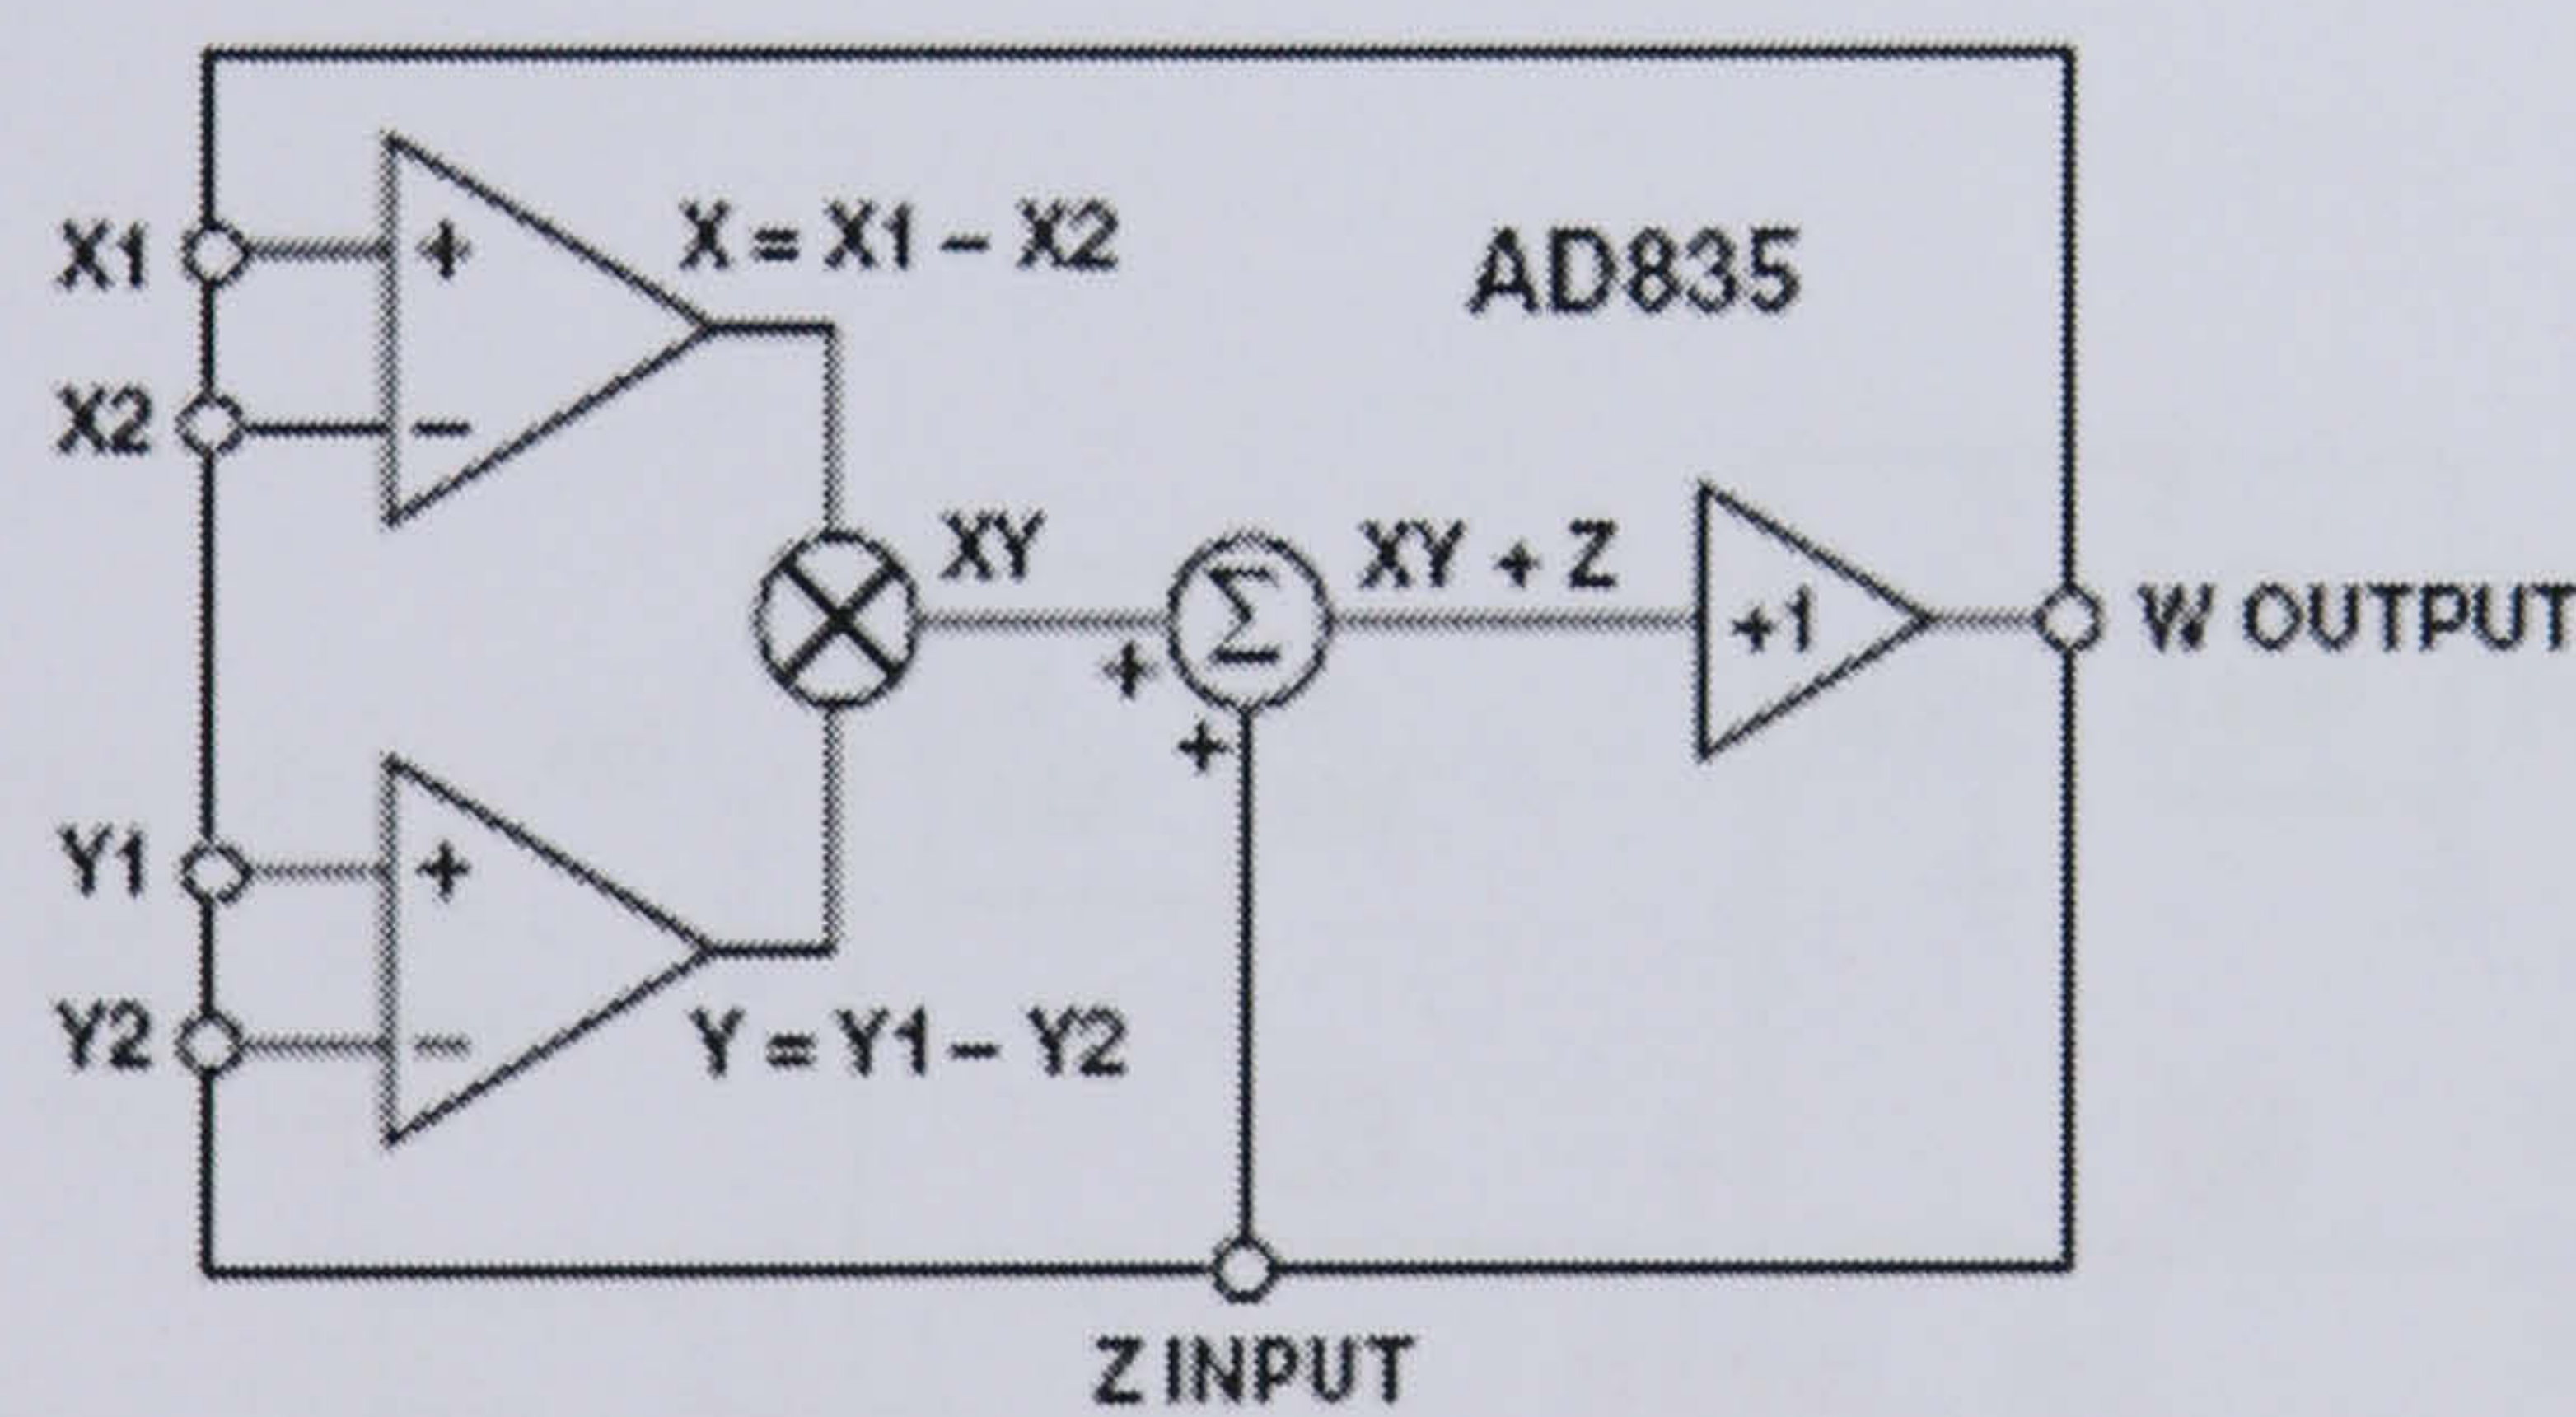 X = X1 – X2
AD835
X1
+
X2
–
XY
XY + Z
Σ
+1
W OUTPUT
+
+
Y1
+
Y2
–
Y = Y1 – Y2
Z INPUT